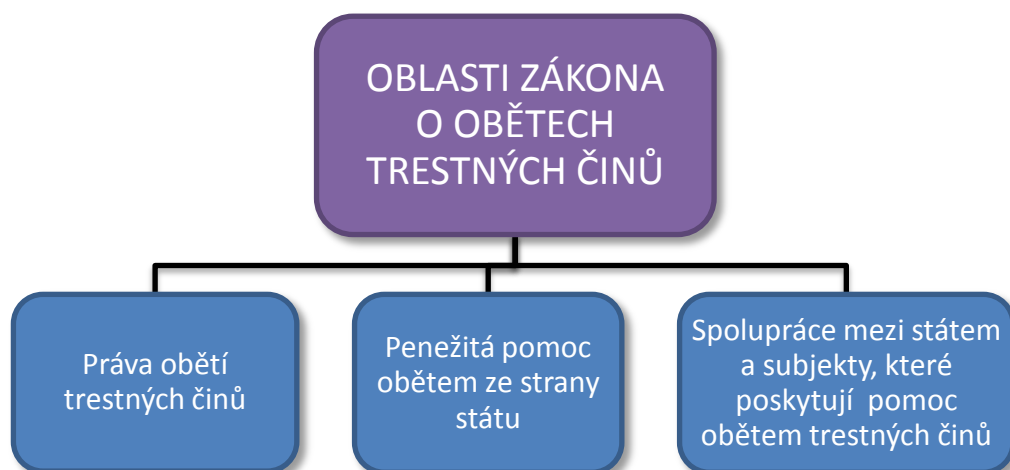 OBLASTI ZÁKONA
O OBĚTECH
TRESTNÝCH ČINŮ
Práva obětí
trestných činů
Penežitá pomoc
obětem ze strany
státu
Spolupráce mezi státem
a subjekty, které
poskytují  pomoc
obětem trestných činů